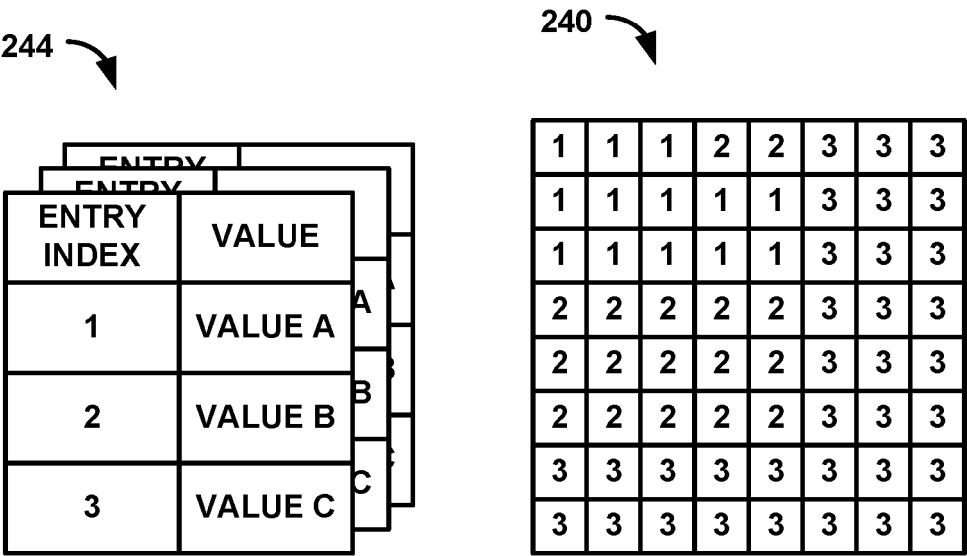 244
240
ENTRY
ENTRY
ENTRY INDEX
VALUE
1
VALUE A
2
VALUE B
3
VALUE C
A
B
C
A
B
C
1 1 1 2 2 3 3 3
1 1 1 1 1 3 3 3
1 1 1 1 1 3 3 3
2 2 2 2 2 3 3 3
2 2 2 2 2 3 3 3
2 2 2 2 2 3 3 3
3 3 3 3 3 3 3 3
3 3 3 3 3 3 3 3